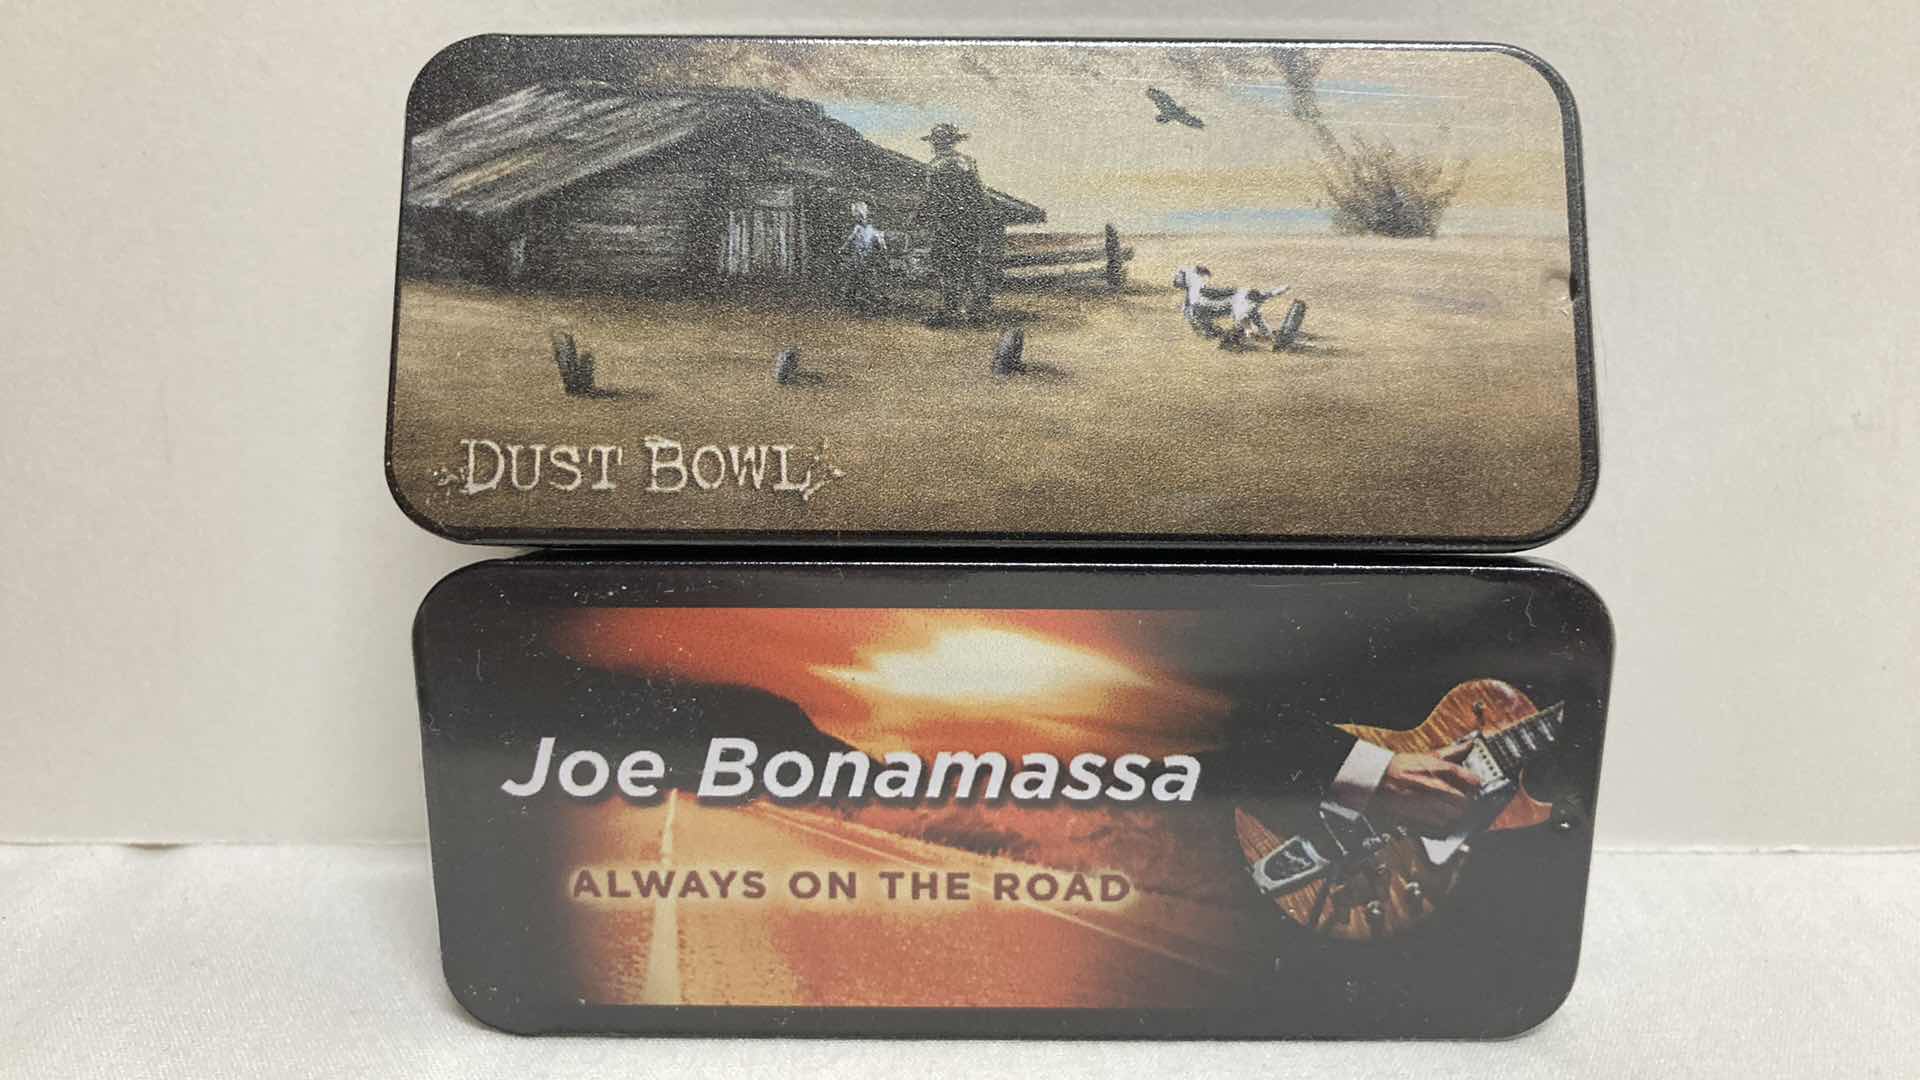 DUST BOWL
Joe Bonamassa
ALWAYS ON THE ROAD